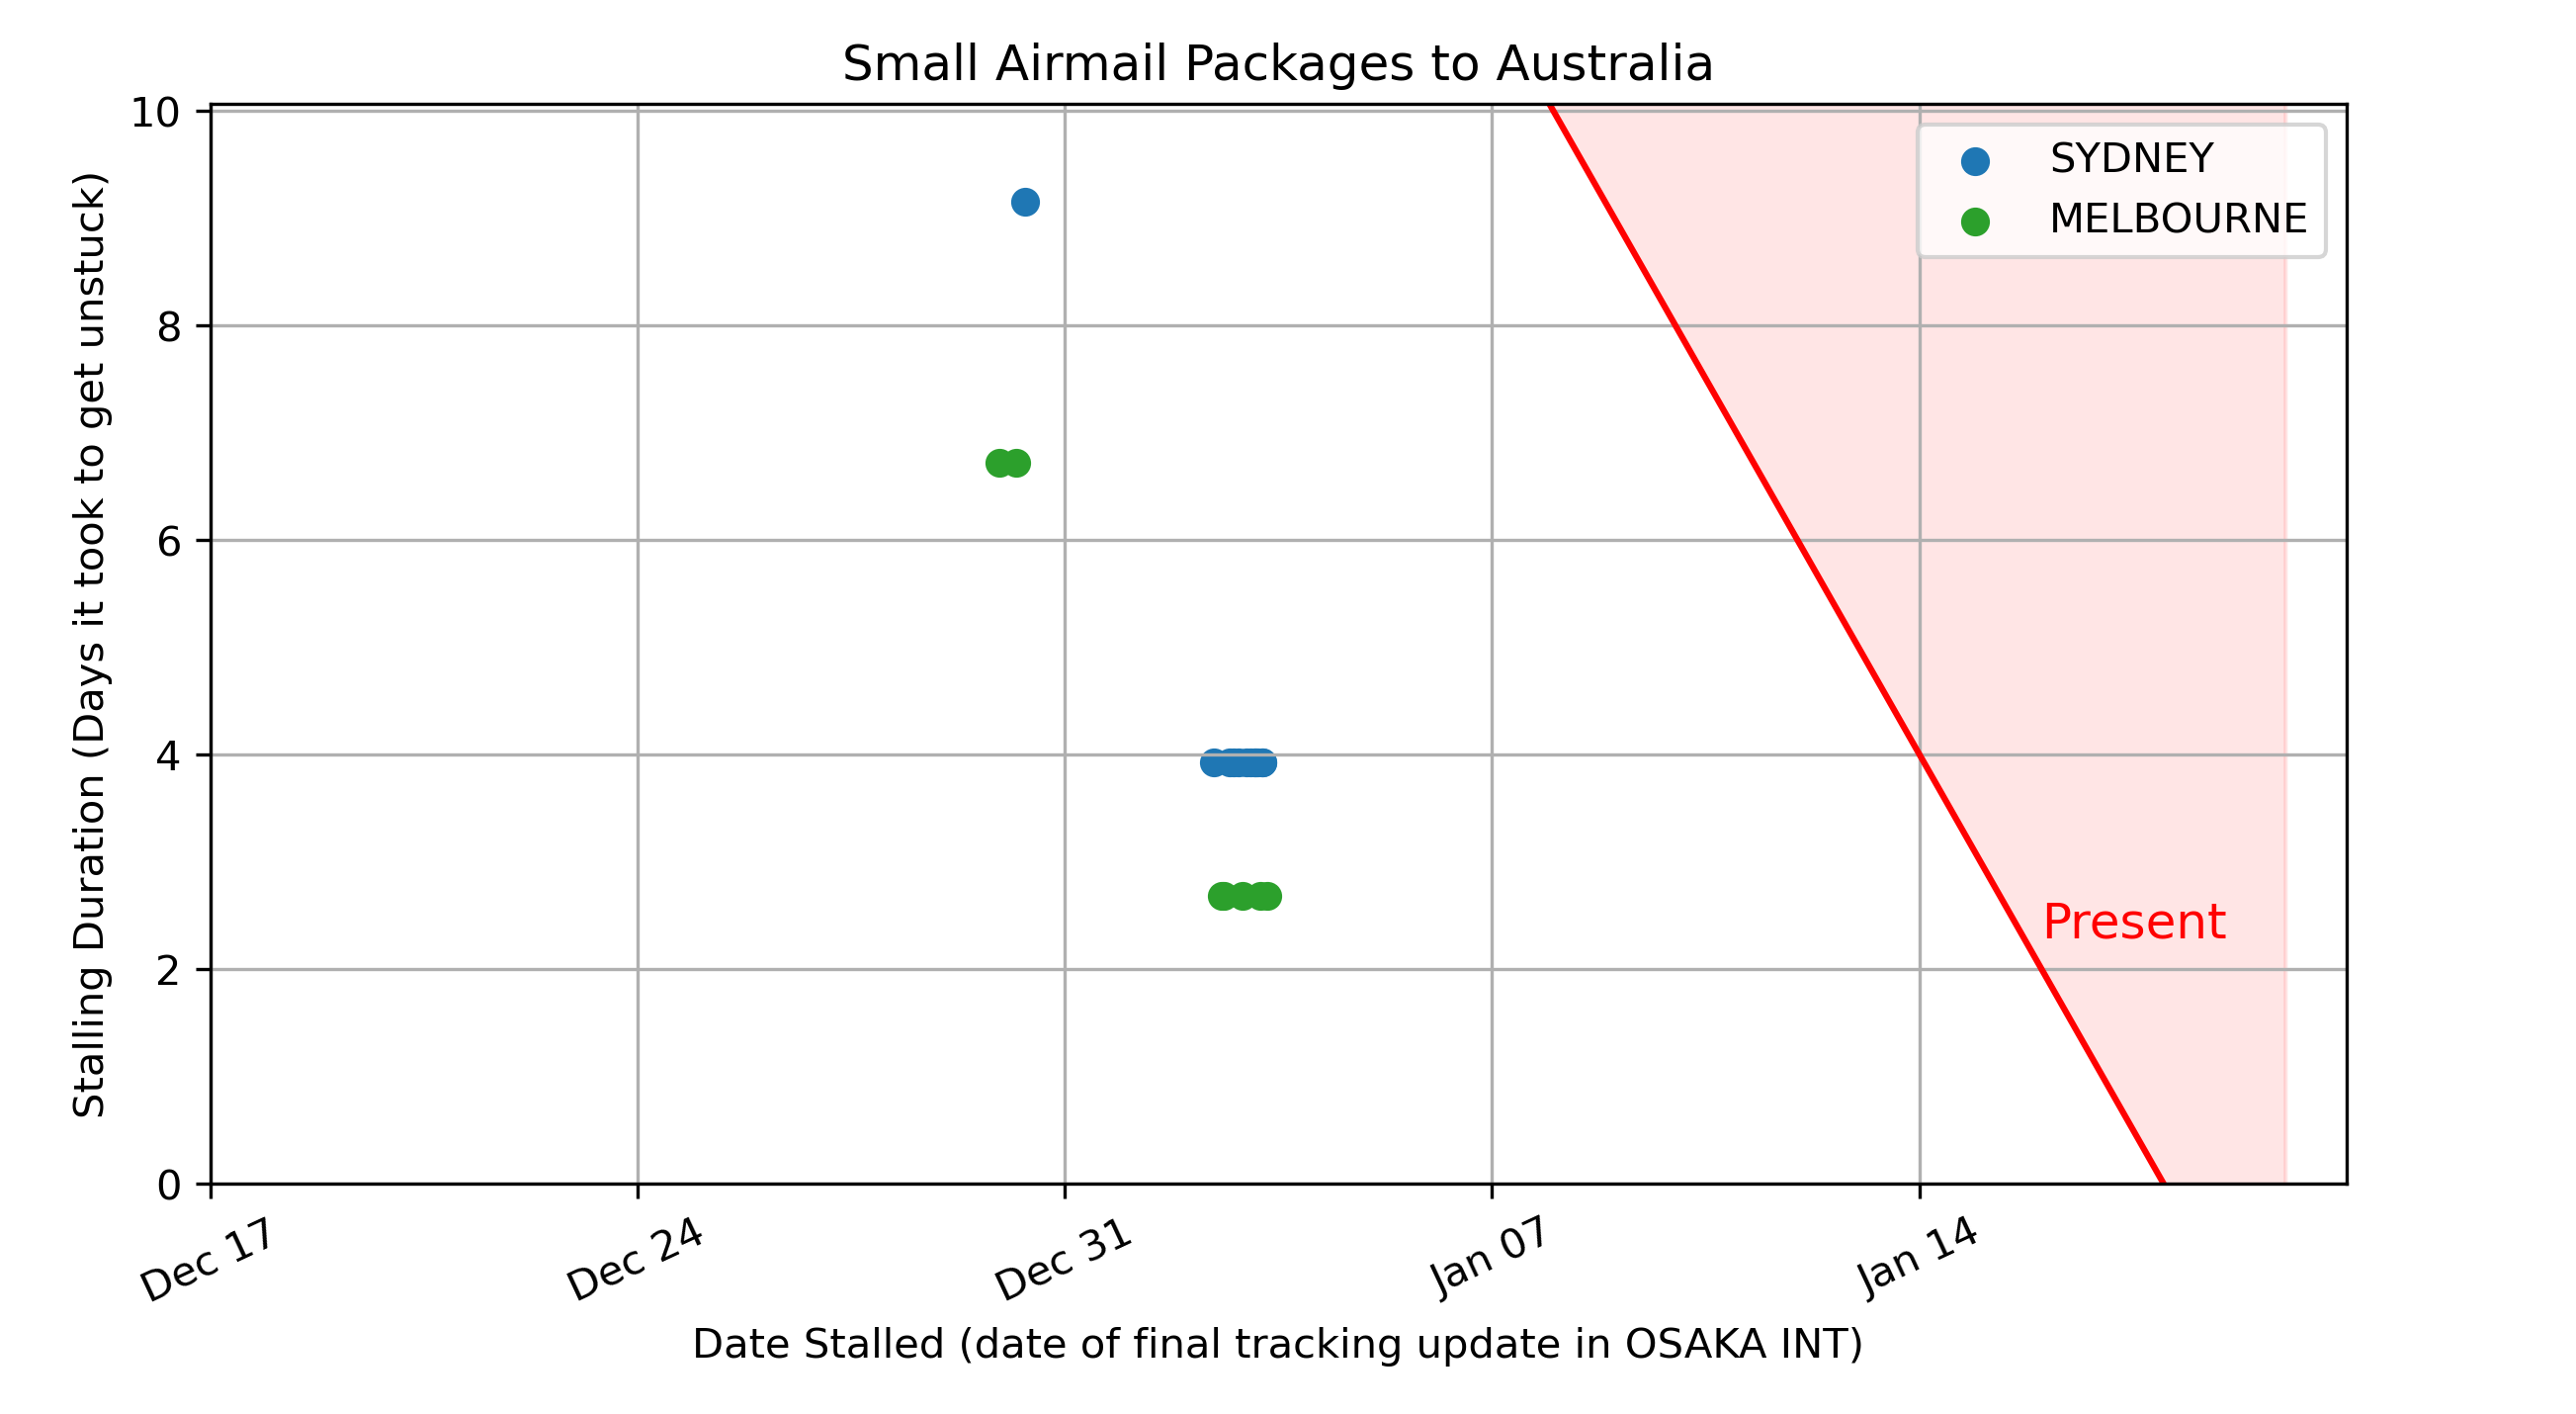 Small Airmail Packages to Australia
Stalling Duration (Days it took to get unstuck)
10
8
6
4
2
0
SYDNEY
MELBOURNE
Present
Dec 17
Dec 24
Dec 31
Jan 07
Jan 14
Date Stalled (date of final tracking update in OSAKA INT)